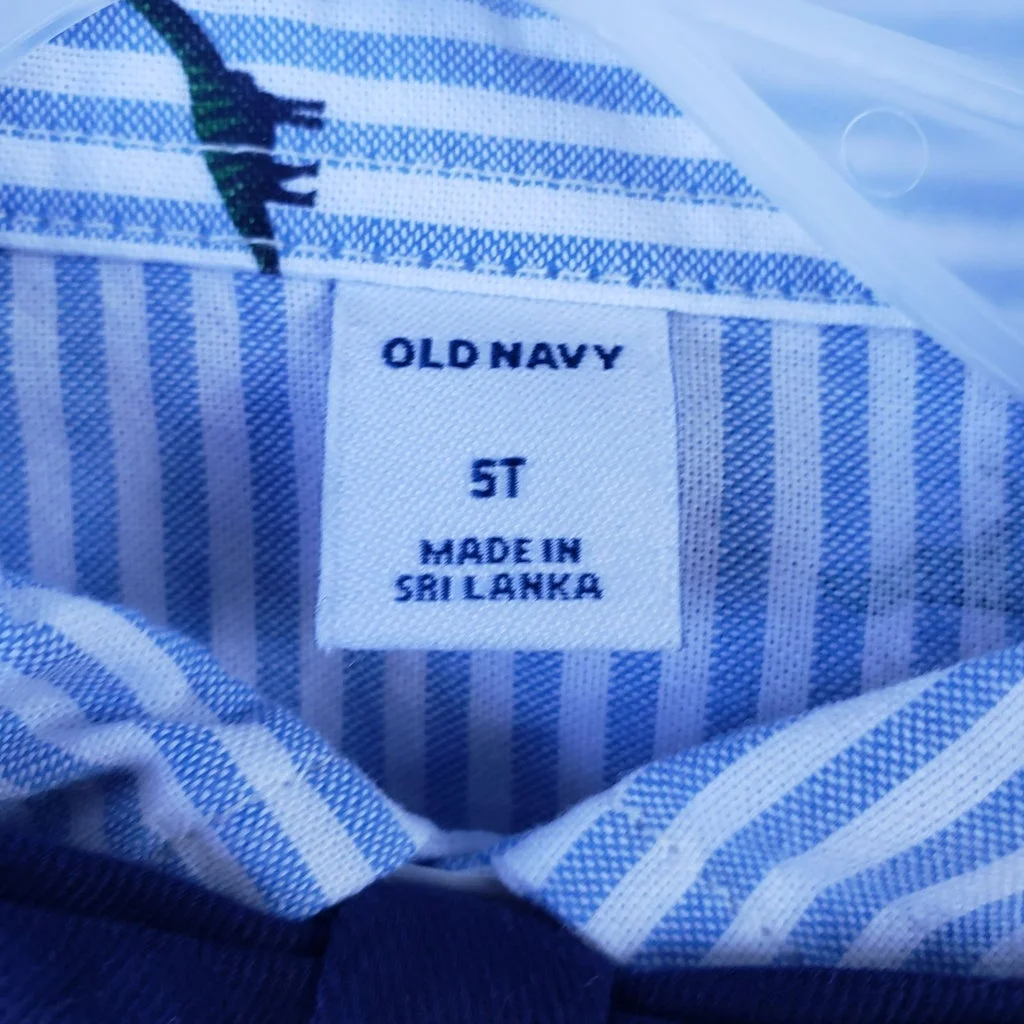 OLD NAVY
5T
MADE IN
SRI LANKA